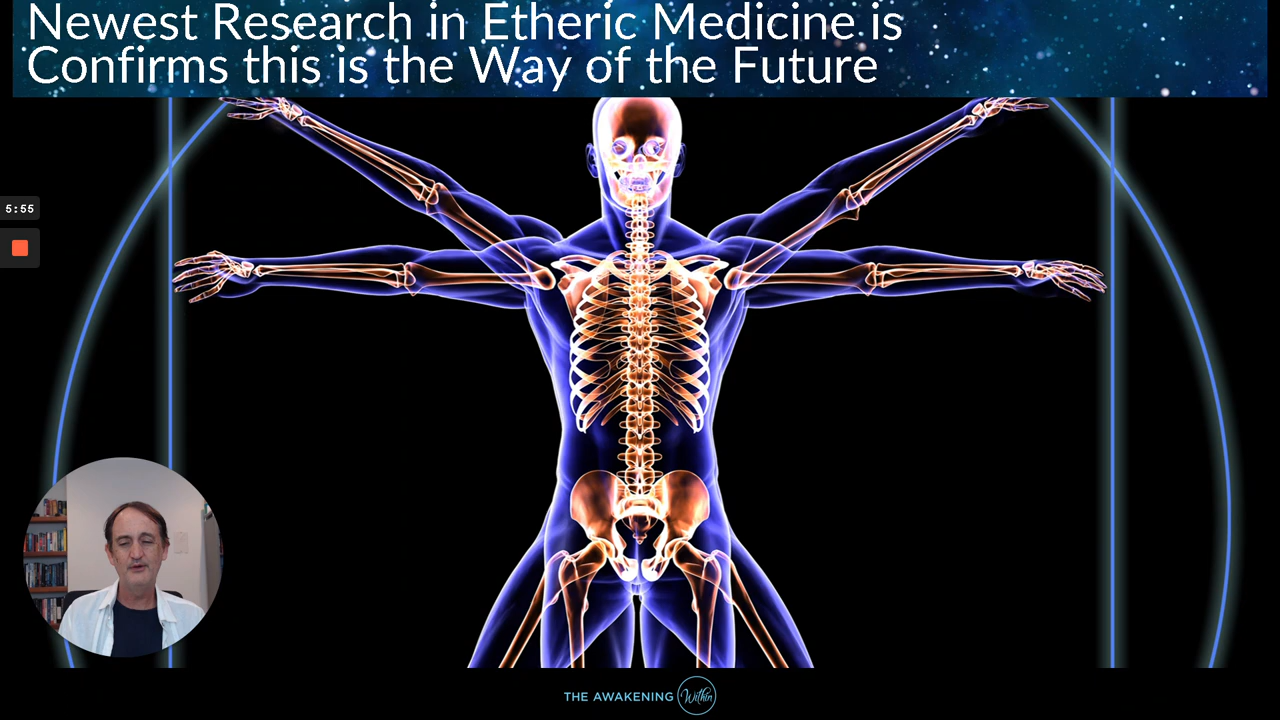 Newest Research in Etheric Medicine is
Confirms this is the Way of the Future
5:55
THE AWAKENING Within